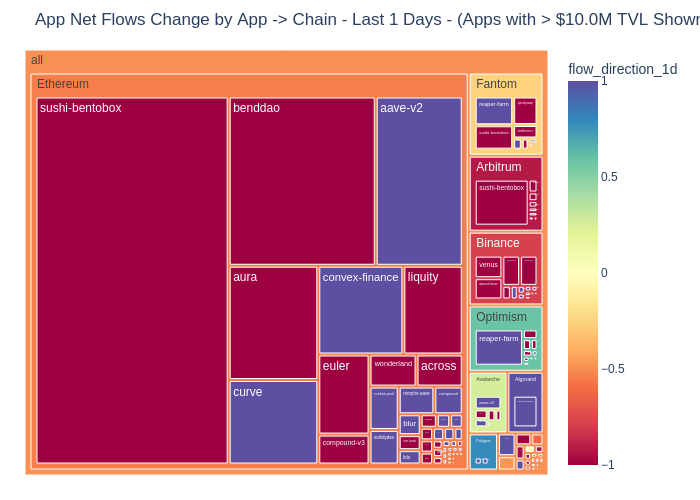 App Net Flows Change by App -> Chain - Last 1 Days - (Apps with > $10.0M TVL Shown
flow_direction_1d
all
Ethereum
sushi-bentobox
benddao
aave-v2
aura
convex-finance
liquity
curve
euler
wonderland
across
compound-v3
blur
lido
Fantom
reaper-farm
sushi-bentobox
Arbitrum
sushi-bentobox
Binance
venus
Optimism
reaper-farm
Avalanche
aave-v3
Algorand
Polygon
1
0.5
0
−0.5
−1